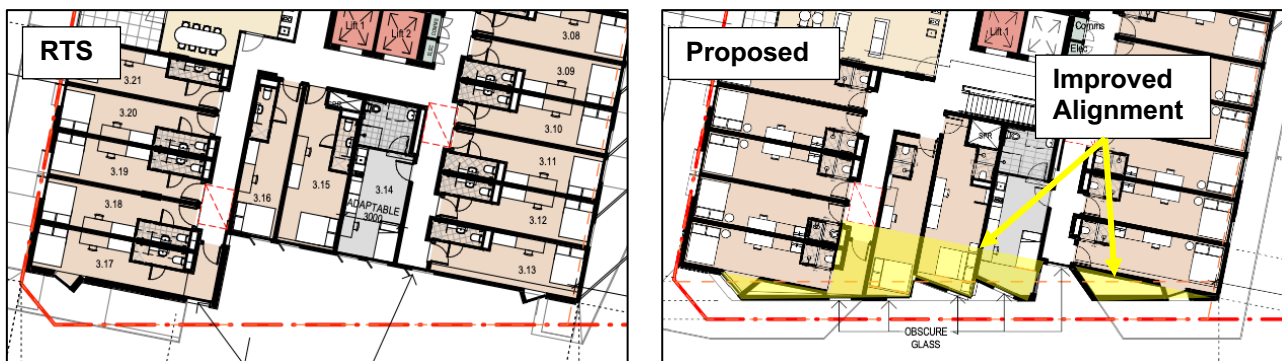 RTS
Lift 1
Lift 2
3.08
3.09
3.10
3.11
3.12
3.13
3.21
3.20
3.19
3.18
3.17
3.16
3.15
3.14
ADAPTABLE
3000
Proposed
Lift 1
Comms
Elec
Improved
Alignment
SPR
OBSCURE
GLASS